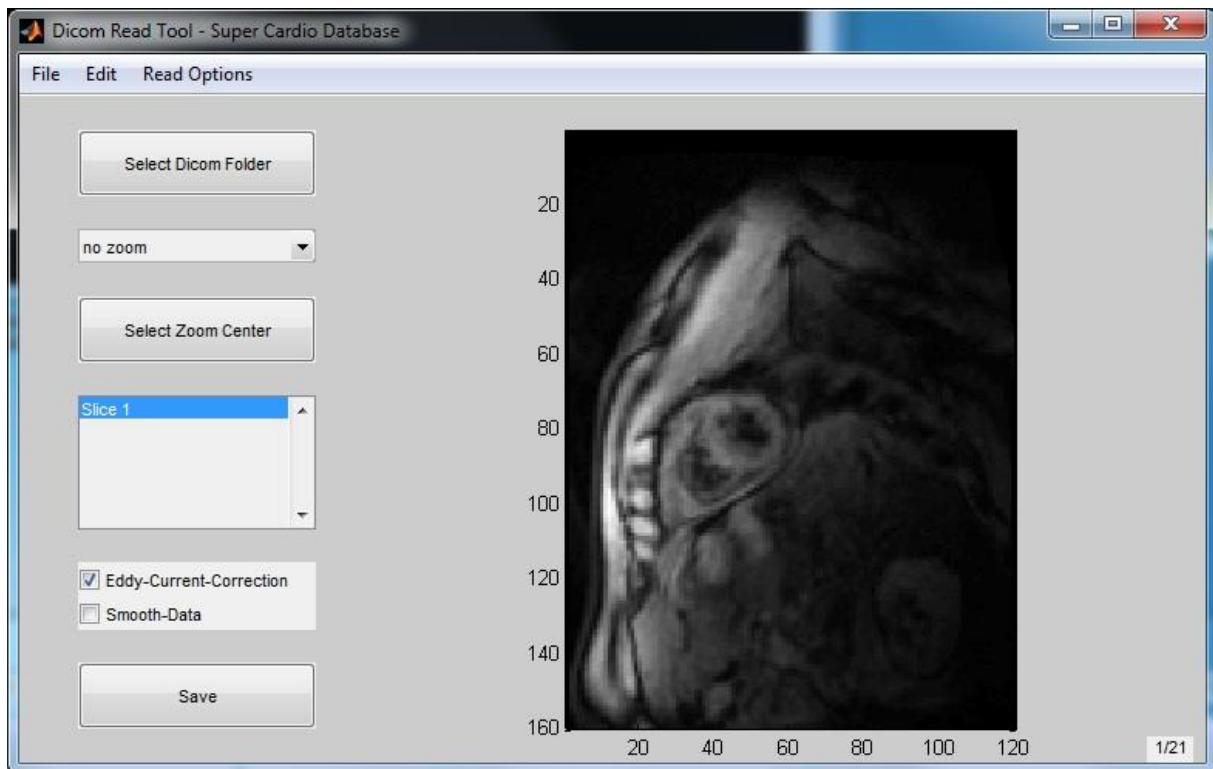 Dicom Read Tool - Super Cardio Database
File Edit Read Options
Select Dicom Folder
no zoom
Select Zoom Center
Slice 1
Eddy-Current-Correction
Smooth-Data
Save
20
40
60
80
100
120
140
160
20 40 60 80 100 120
1/21